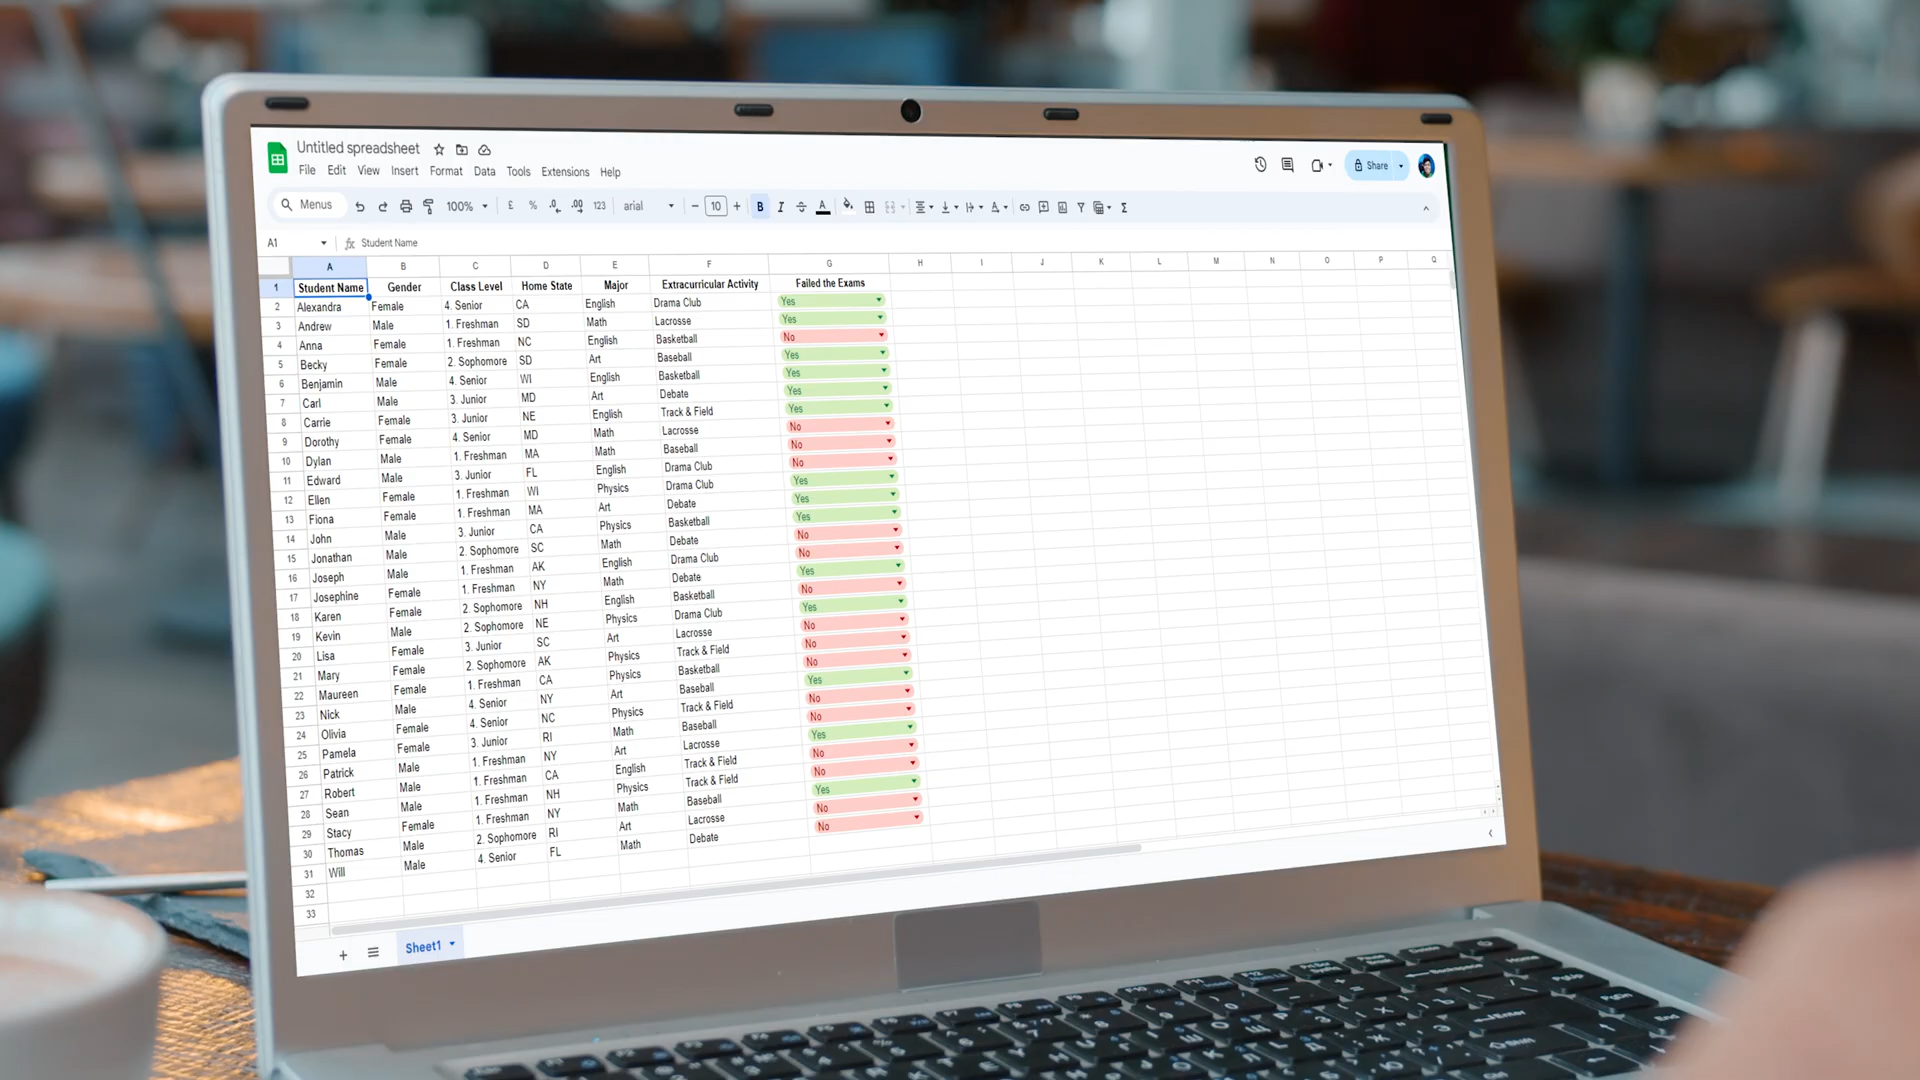 Untitled spreadsheet
File Edit View Insert Format Data Tools Extensions Help
Share
Menus 100% £ % .0 .00 123 arial − 10 + B I S A Σ
A1 fx Student Name
A B C D E F G H I J K L M N O P Q
1 Student Name Gender Class Level Home State Major Extracurricular Activity Failed the Exams
2 Alexandra Female 4. Senior CA English Drama Club Yes
3 Andrew Male 1. Freshman SD Math Lacrosse Yes
4 Anna Female 1. Freshman NC English Basketball No
5 Becky Female 2. Sophomore SD Art Baseball Yes
6 Benjamin Male 4. Senior WI English Basketball Yes
7 Carl Male 3. Junior MD Art Debate Yes
8 Carrie Female 3. Junior NE English Track & Field Yes
9 Dorothy Female 4. Senior MD Math Lacrosse No
10 Dylan Male 1. Freshman MA Math Baseball No
11 Edward Male 3. Junior FL English Drama Club No
12 Ellen Female 1. Freshman WI Physics Drama Club Yes
13 Fiona Female 1. Freshman MA Art Debate Yes
14 John Male 3. Junior CA Physics Basketball Yes
15 Jonathan Male 2. Sophomore SC Math Debate No
16 Joseph Male 1. Freshman AK English Drama Club No
17 Josephine Female 1. Freshman NY Math Debate Yes
18 Karen Female 2. Sophomore NH English Basketball No
19 Kevin Male 2. Sophomore NE Physics Drama Club Yes
20 Lisa Female 3. Junior SC Art Lacrosse No
21 Mary Female 2. Sophomore AK Physics Track & Field No
22 Maureen Female 1. Freshman CA Physics Basketball No
23 Nick Male 4. Senior NY Art Baseball Yes
24 Olivia Female 4. Senior NC Physics Track & Field No
25 Pamela Female 3. Junior RI Math Baseball No
26 Patrick Male 1. Freshman NY Art Lacrosse Yes
27 Robert Male 1. Freshman CA English Track & Field No
28 Sean Male 1. Freshman NH Physics Track & Field No
29 Stacy Female 1. Freshman NY Math Baseball Yes
30 Thomas Male 2. Sophomore RI Art Lacrosse No
31 Will Male 4. Senior FL Math Debate No
32
33
+ Sheet1